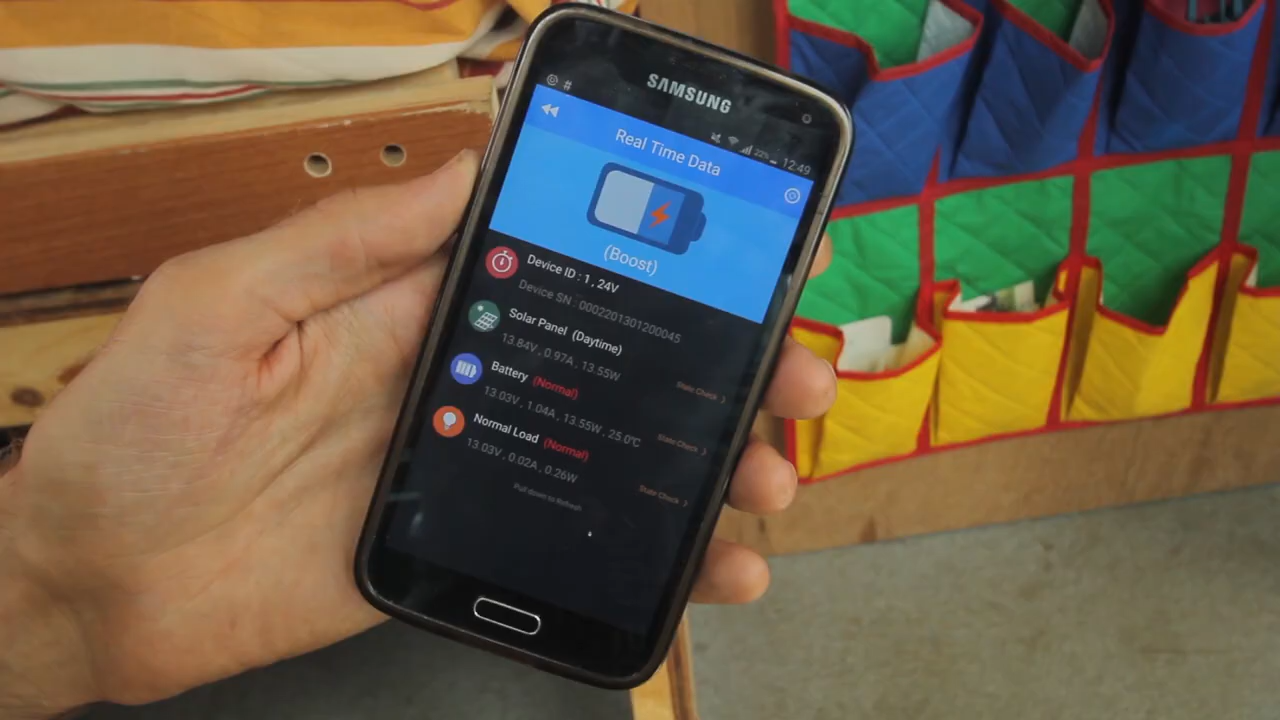 SAMSUNG
# 22% 12:49
Real Time Data
(Boost)
Device ID : 1 , 24V
Device SN : 0002201301200045
Solar Panel (Daytime)
13.84V , 0.97A , 13.55W
State Check
Battery (Normal)
13.03V , 1.04A , 13.55W , 25.0℃
State Check
Normal Load (Normal)
13.03V , 0.02A , 0.26W
State Check
Pull down to Refresh